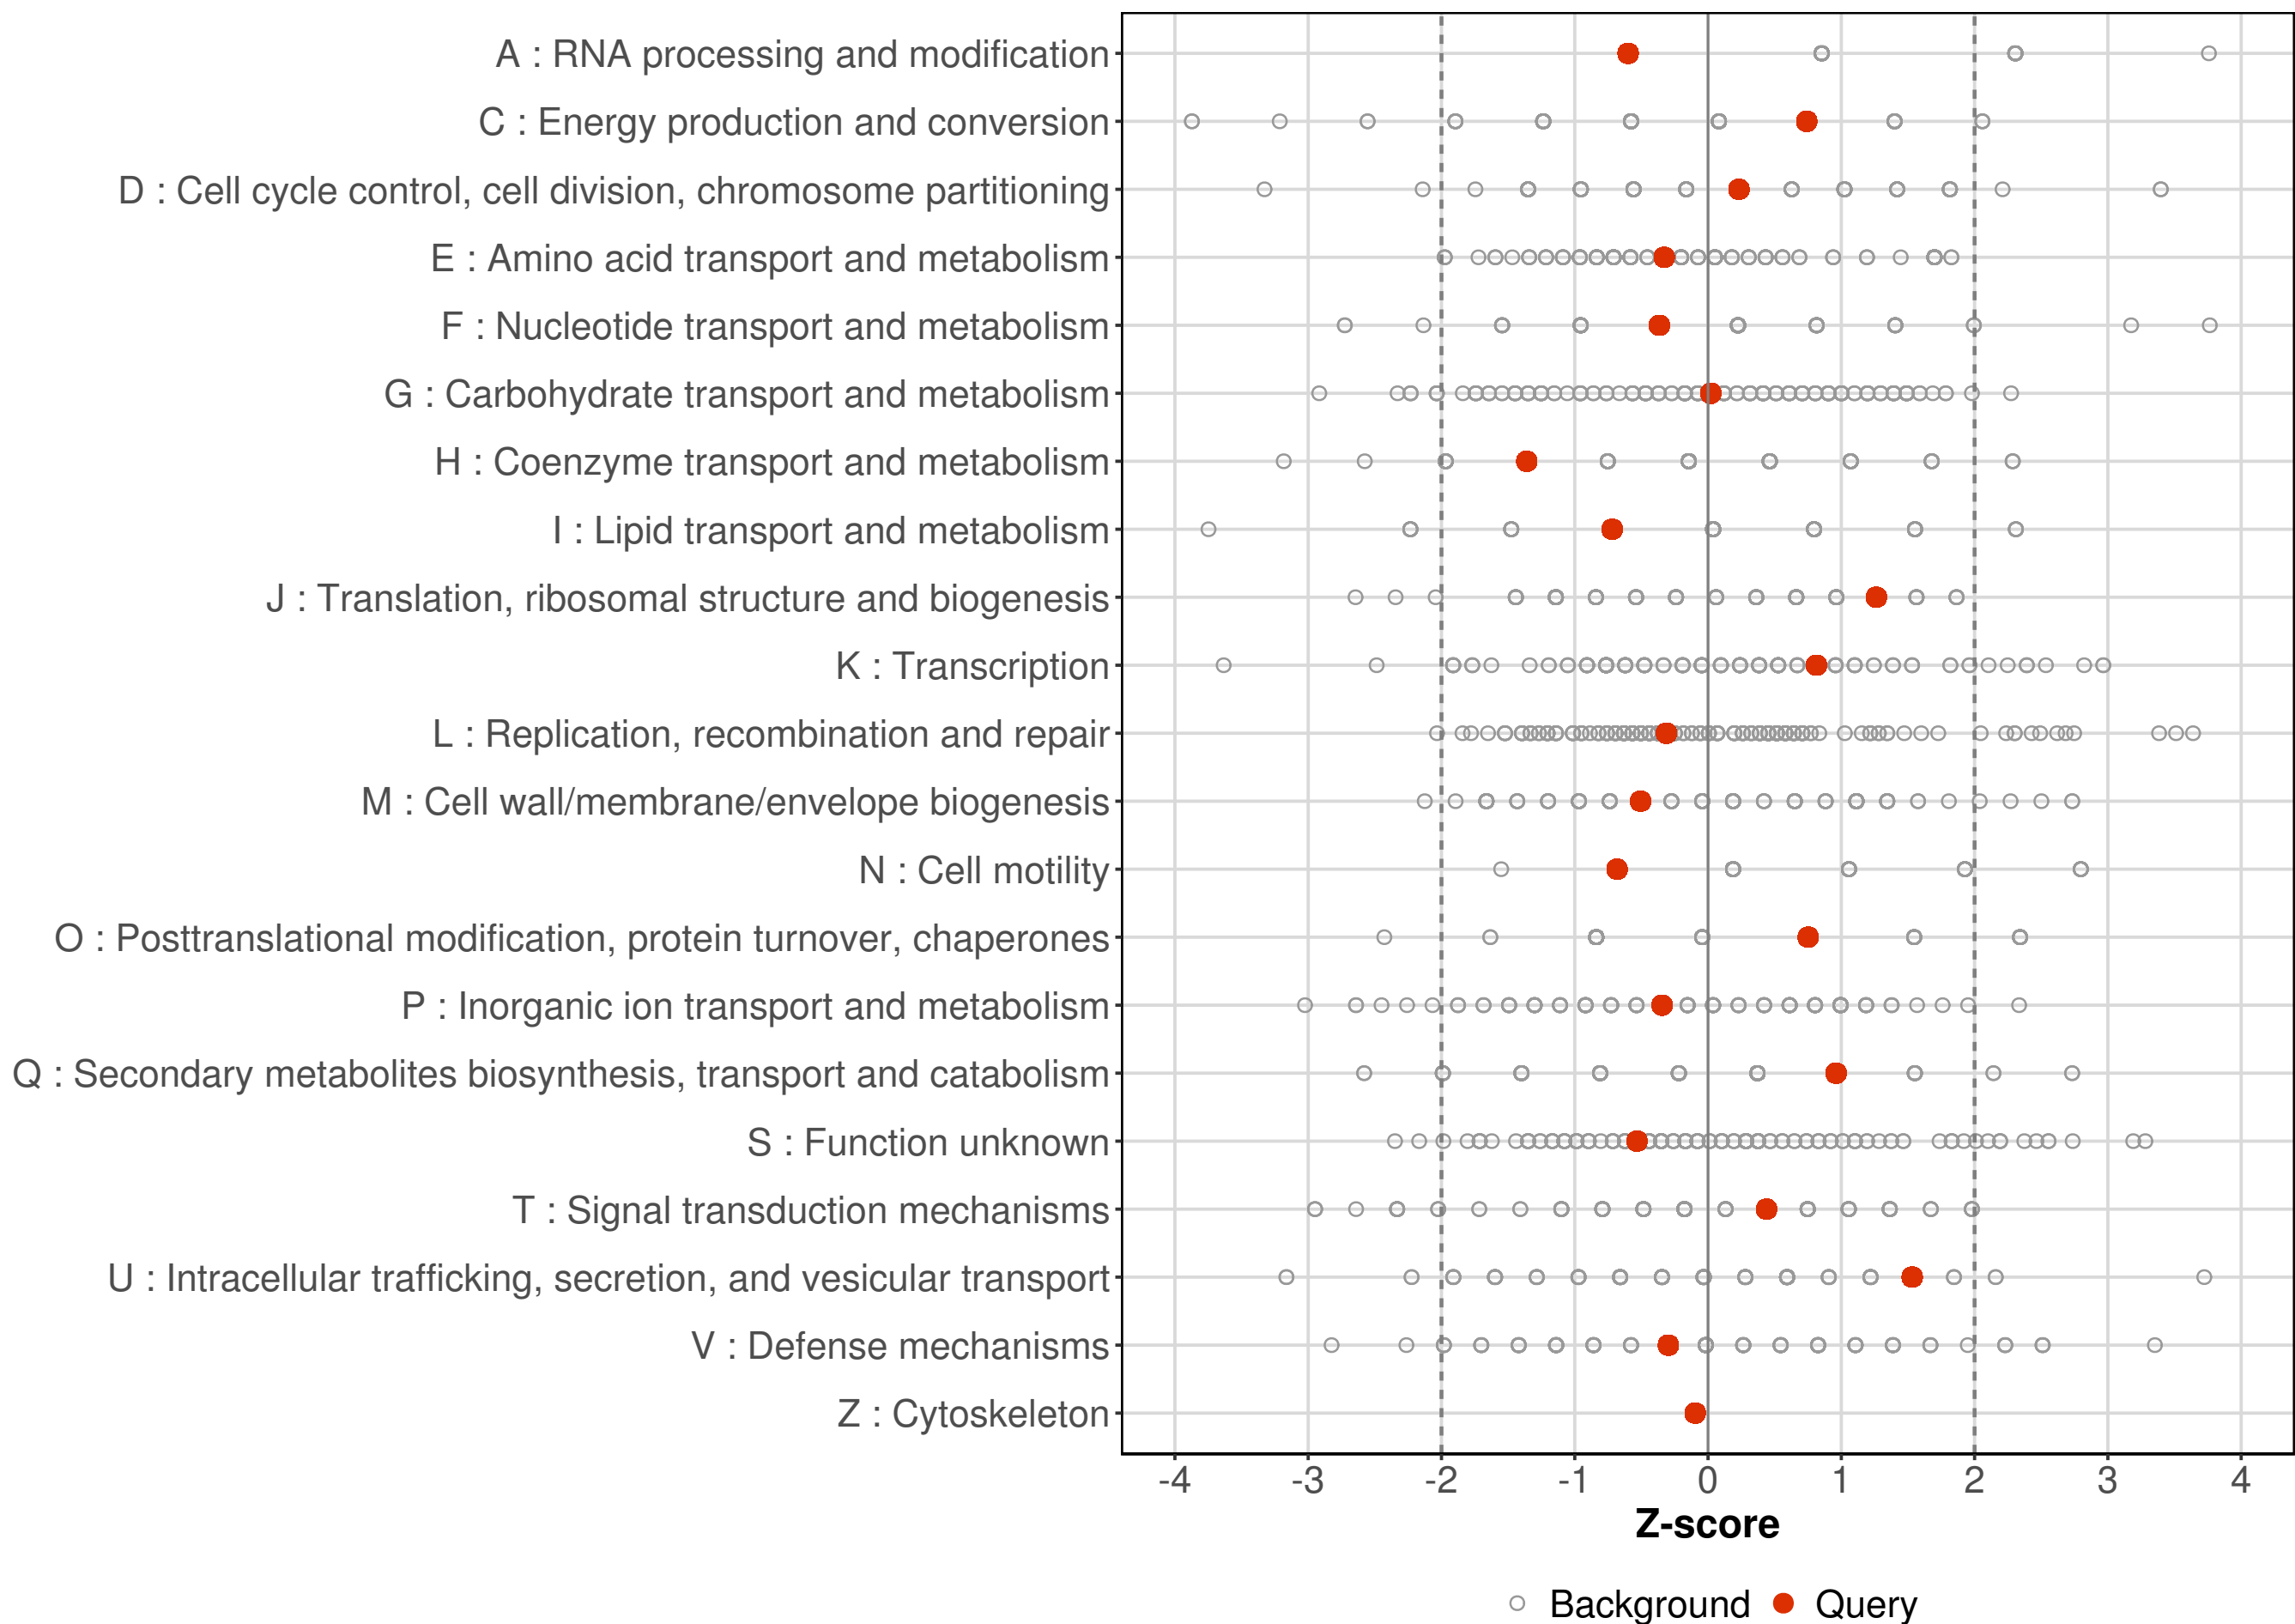 A : RNA processing and modification
C : Energy production and conversion
D : Cell cycle control, cell division, chromosome partitioning
E : Amino acid transport and metabolism
F : Nucleotide transport and metabolism
G : Carbohydrate transport and metabolism
H : Coenzyme transport and metabolism
I : Lipid transport and metabolism
J : Translation, ribosomal structure and biogenesis
K : Transcription
L : Replication, recombination and repair
M : Cell wall/membrane/envelope biogenesis
N : Cell motility
O : Posttranslational modification, protein turnover, chaperones
P : Inorganic ion transport and metabolism
Q : Secondary metabolites biosynthesis, transport and catabolism
S : Function unknown
T : Signal transduction mechanisms
U : Intracellular trafficking, secretion, and vesicular transport
V : Defense mechanisms
Z : Cytoskeleton
-4 -3 -2 -1 0 1 2 3 4
Z-score
Background Query